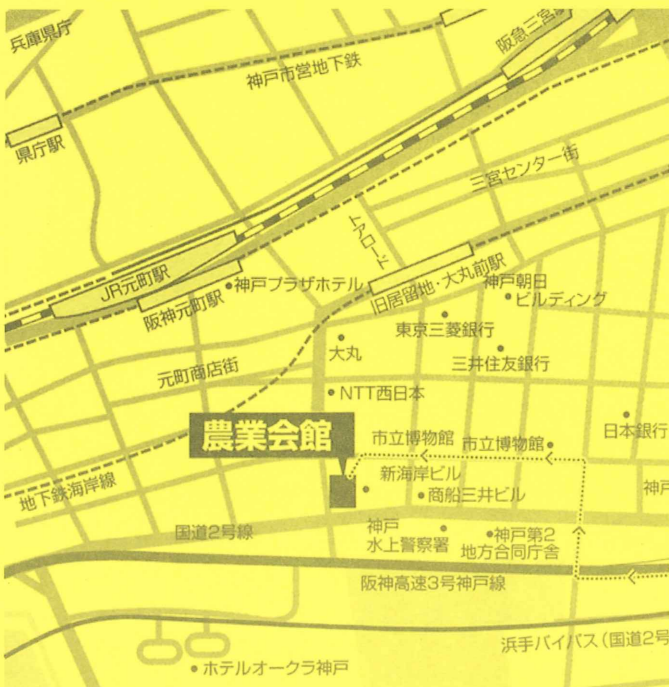 兵庫県庁
阪急三宮
神戸市営地下鉄
県庁駅
三宮センター街
トアロード
JR元町駅
阪神元町駅
神戸プラザホテル
旧居留地・大丸前駅
神戸朝日
ビルディング
東京三菱銀行
大丸
三井住友銀行
元町商店街
NTT西日本
農業会館
市立博物館
市立博物館
日本銀行
新海岸ビル
商船三井ビル
神戸
地下鉄海岸線
国道2号線
神戸
水上警察署
神戸第2
地方合同庁舎
阪神高速3号神戸線
浜手バイパス(国道2号
ホテルオークラ神戸